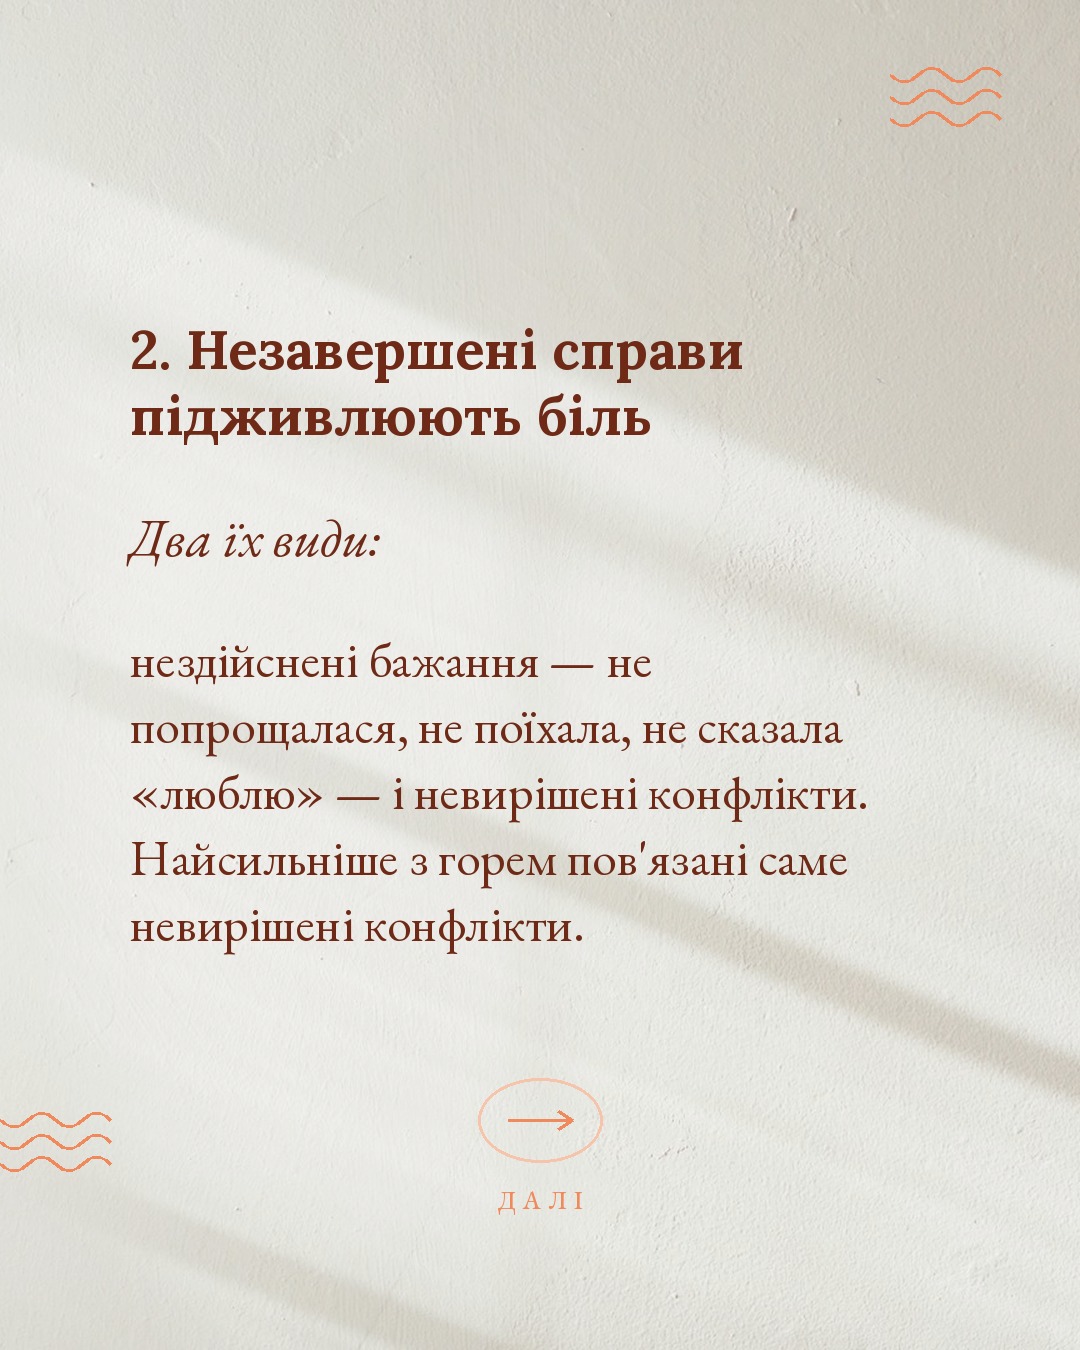 2. Незавершені справи
підживлюють біль
Два їх види:
нездійснені бажання — не
попрощалася, не поїхала, не сказала
«люблю» — і невирішені конфлікти.
Найсильніше з горем пов'язані саме
невирішені конфлікти.
ДАЛІ